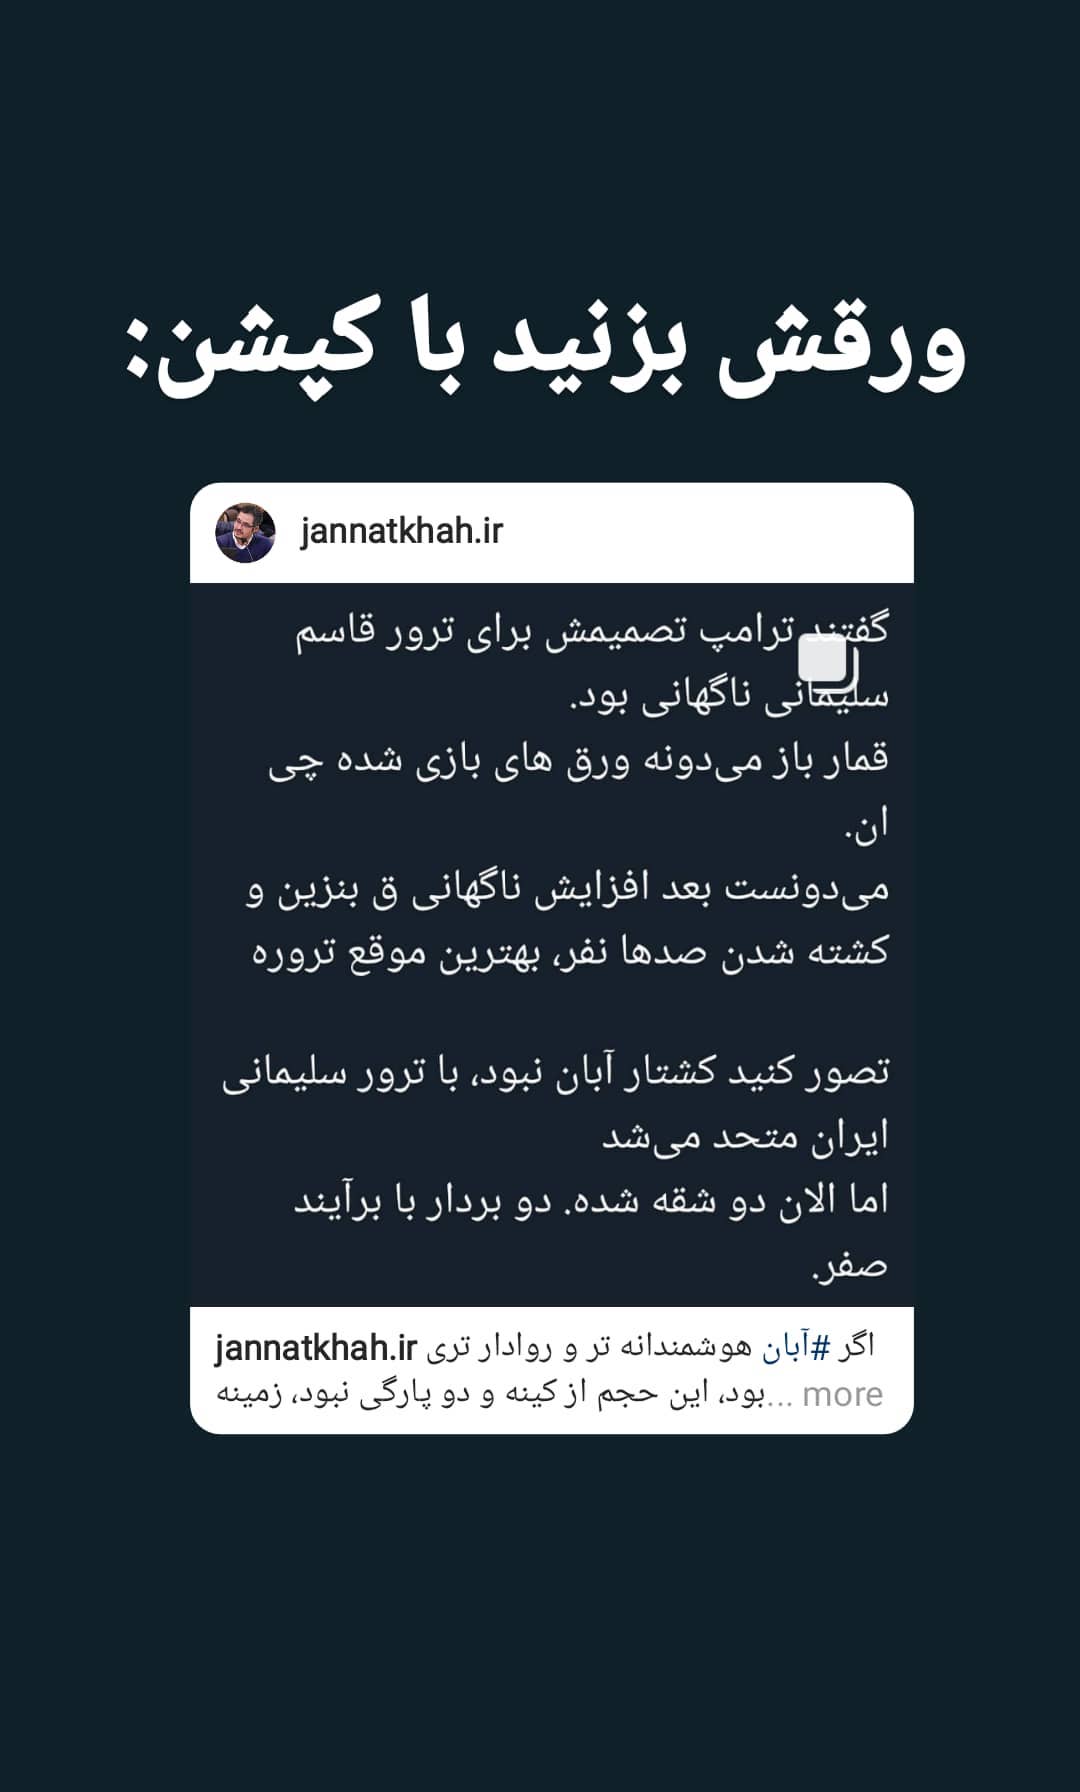 ورقش بزنید با کپشن:
jannatkhah.ir
گفتند ترامپ تصمیمش برای ترور قاسم
سلیمانی ناگهانی بود.
قمار باز می‌دونه ورق های بازی شده چی
ان.
می‌دونست بعد افزایش ناگهانی ق بنزین و
کشته شدن صدها نفر، بهترین موقع تروره
تصور کنید کشتار آبان نبود، با ترور سلیمانی
ایران متحد می‌شد
اما الان دو شقه شده. دو بردار با برآیند
صفر.
jannatkhah.ir اگر #آبان هوشمندانه تر و روادار تری
بود، این حجم از کینه و دو پارگی نبود، زمینه... more